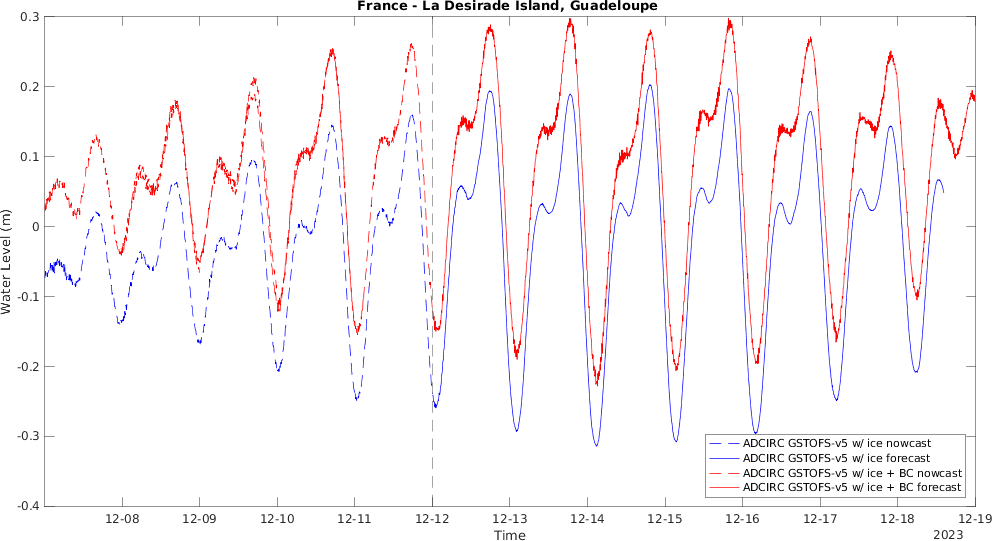 France - La Desirade Island, Guadeloupe
0.3
0.2
0.1
0
-0.1
-0.2
-0.3
-0.4
Water Level (m)
ADCIRC GSTOFS-v5 w/ ice nowcast
ADCIRC GSTOFS-v5 w/ ice forecast
ADCIRC GSTOFS-v5 w/ ice + BC nowcast
ADCIRC GSTOFS-v5 w/ ice + BC forecast
12-08 12-09 12-10 12-11 12-12 12-13 12-14 12-15 12-16 12-17 12-18 12-19
Time
2023